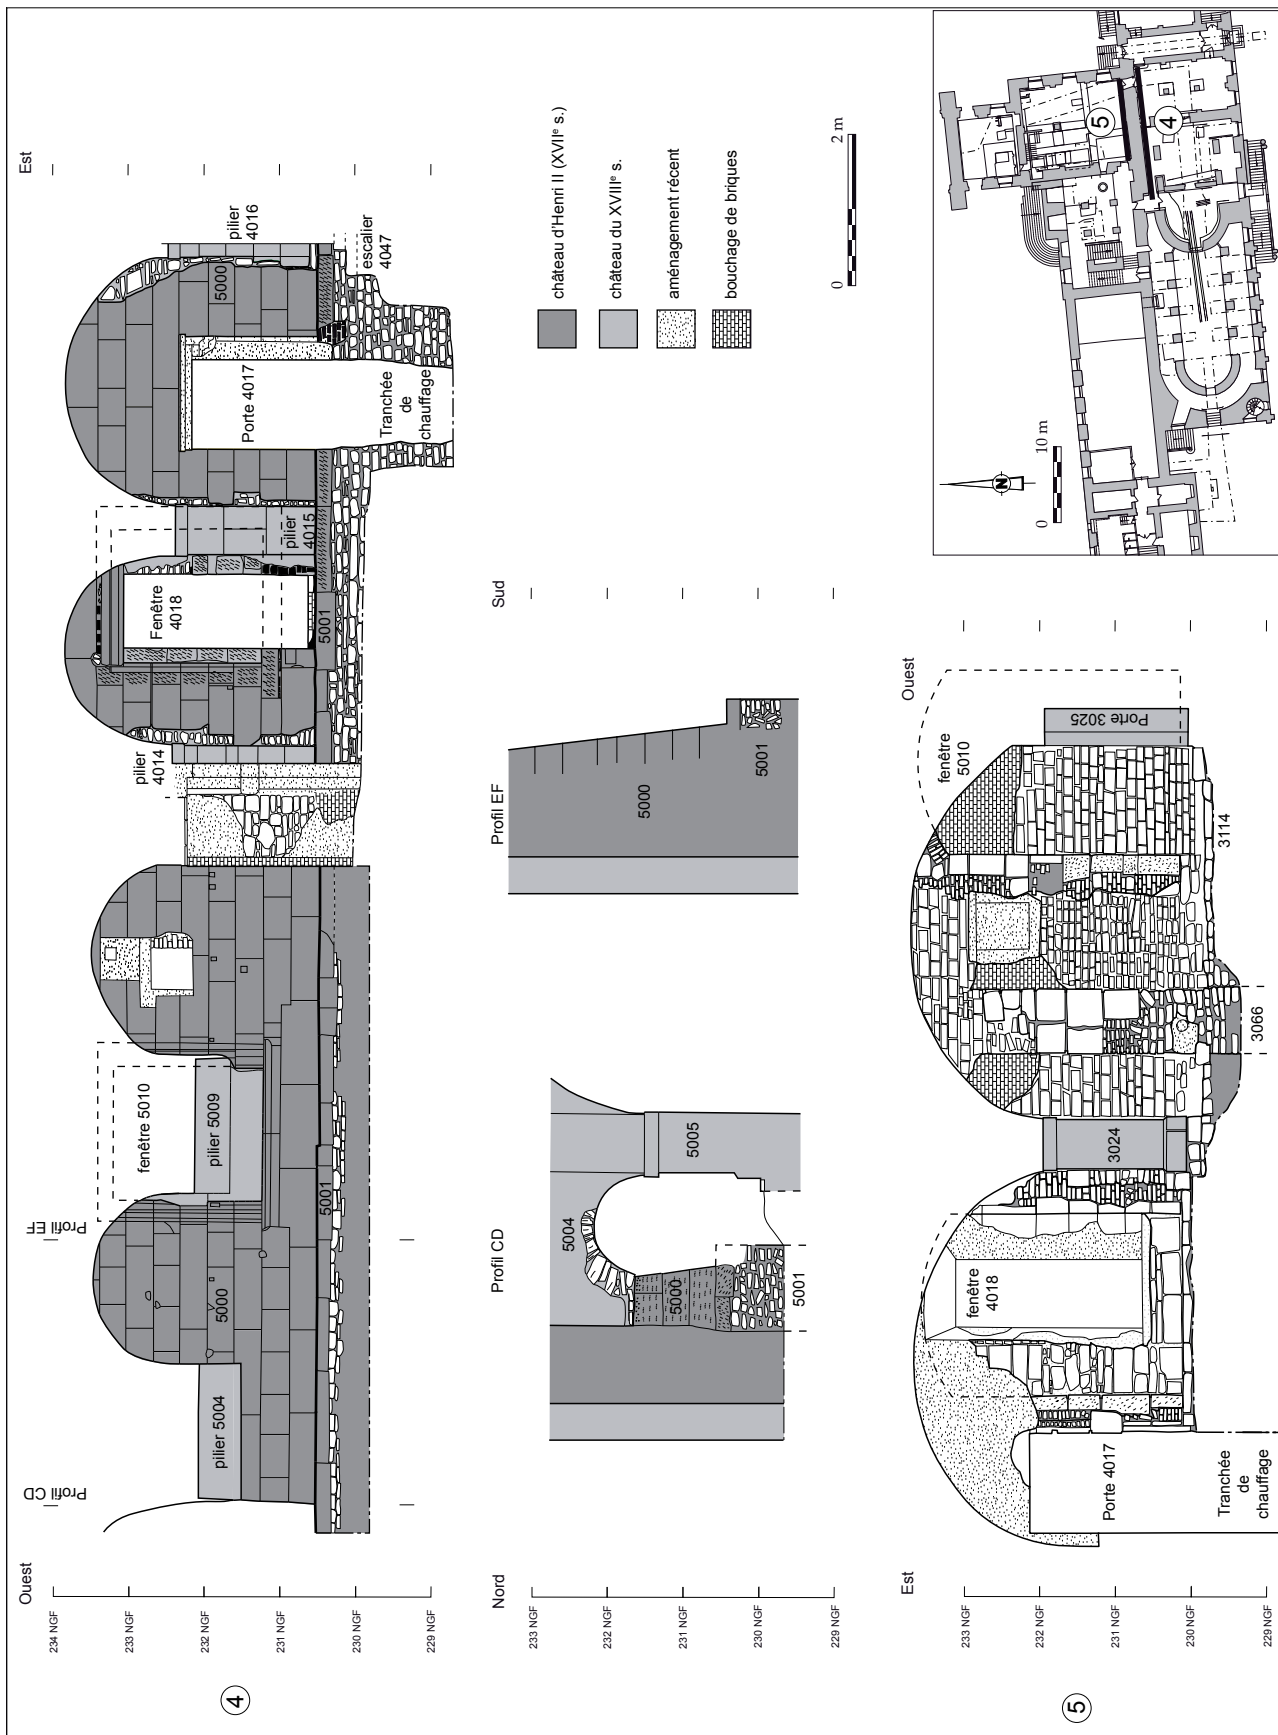 Ouest
Est
234 NGF
233 NGF
232 NGF
231 NGF
230 NGF
229 NGF
4
Profil CD
Profil EF
pilier 5004
5000
fenêtre 5010
pilier 5009
5001
pilier
4014
Fenêtre
4018
5001
pilier
4015
Porte 4017
Tranchée
de
chauffage
5000
pilier
4016
escalier
4047
Nord
Sud
233 NGF
232 NGF
231 NGF
230 NGF
229 NGF
Profil CD
5004
5000
5005
5001
Profil EF
5000
5001
château d'Henri II (XVIIe s.)
château du XVIIIe s.
aménagement récent
bouchage de briques
0
2 m
Est
Ouest
233 NGF
232 NGF
231 NGF
230 NGF
229 NGF
5
Porte 4017
Tranchée
de
chauffage
fenêtre
4018
3024
3066
3114
fenêtre
5010
Porte 3025
N
0
10 m
5
4